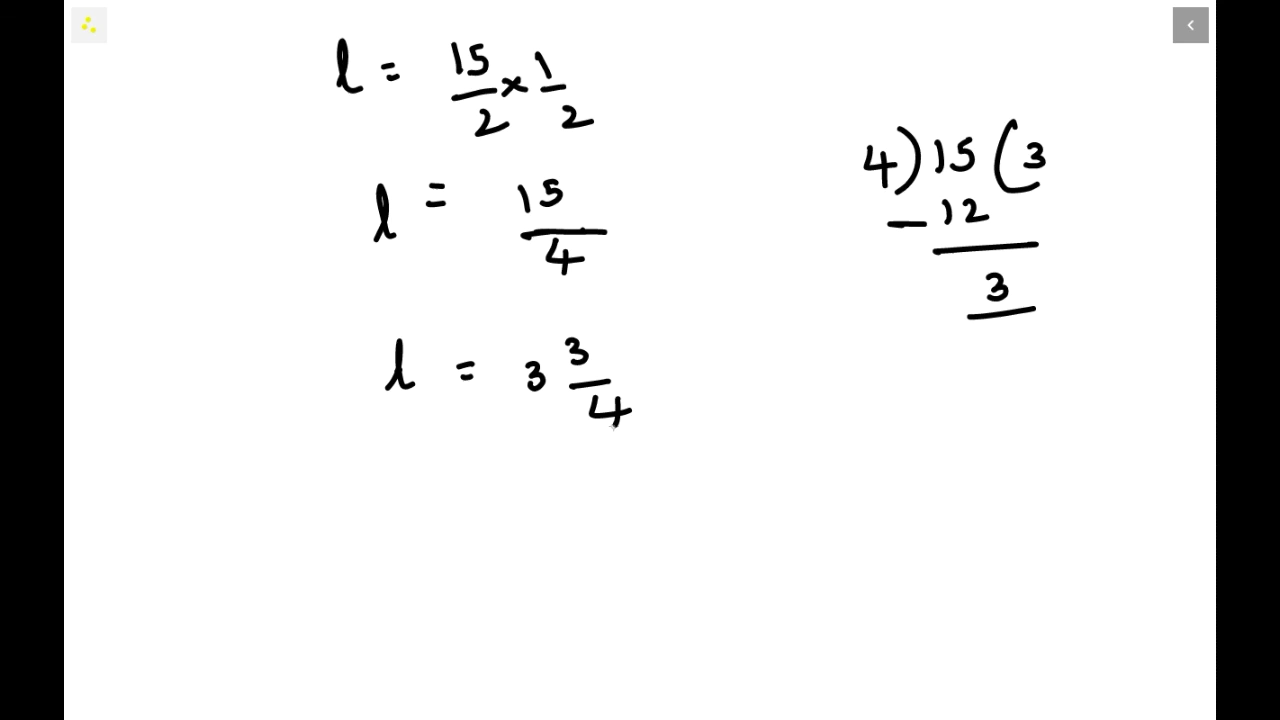 l = 15/2 × 1/2
l = 15/4
l = 3 3/4
4) 15 (3
− 12
3